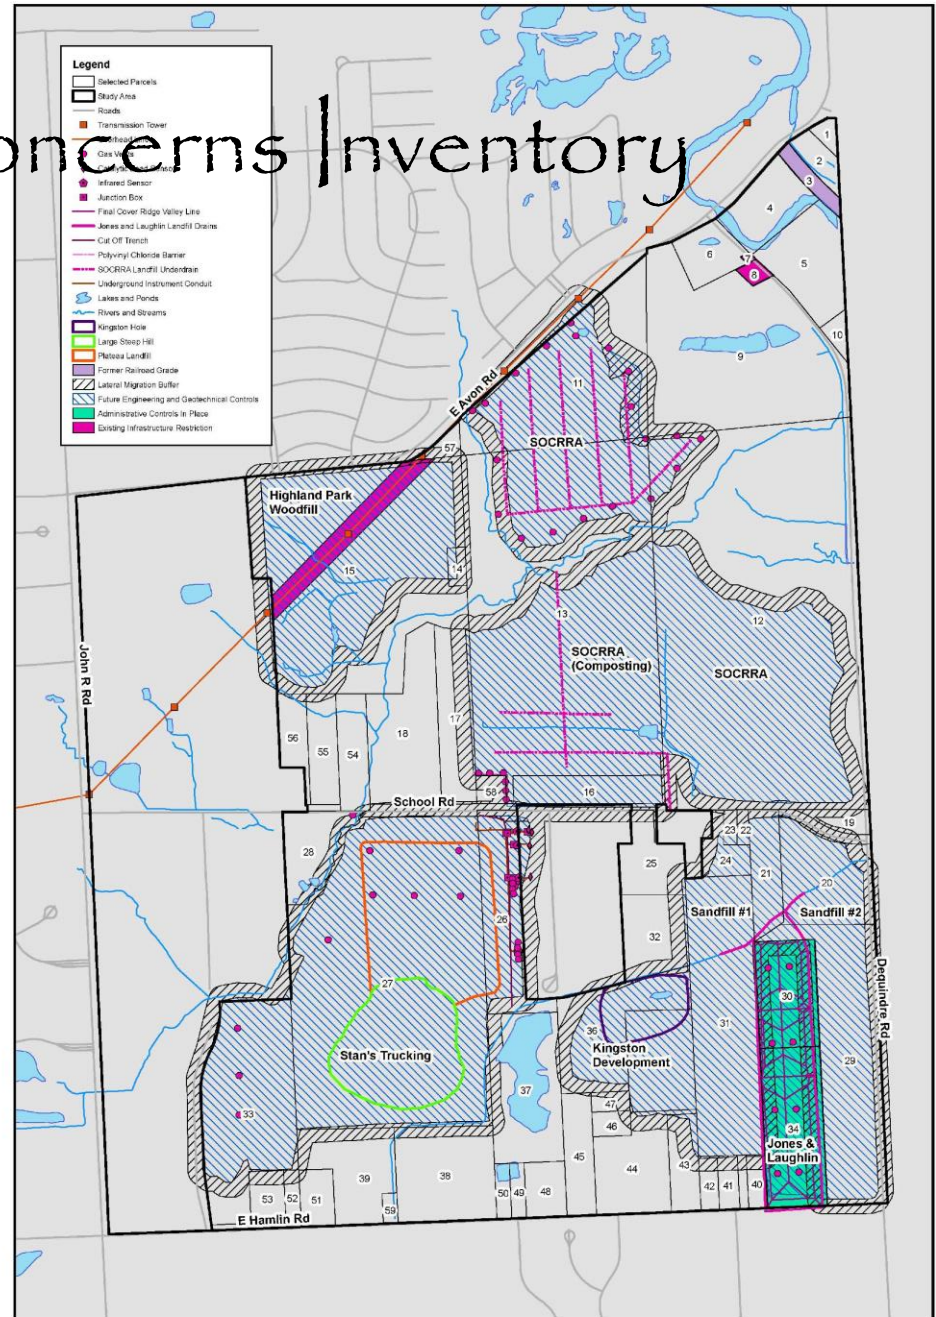 Legend
Selected Parcels
Study Area
Roads
Transmission Tower
oncerns Inventory
Infrared Sensor
Junction Box
Final Cover Ridge Valley Line
Jones and Laughlin Landfill Drains
Cut Off Trench
Polyvinyl Chloride Barrier
SOCRRA Landfill Underdrain
Underground Instrument Conduit
Lakes and Ponds
Rivers and Streams
Kingston Hole
Large Steep Hill
Plateau Landfill
Former Railroad Grade
Lateral Migration Buffer
Future Engineering and Geotechnical Controls
Administrative Controls In Place
Existing Infrastructure Restriction
1
2
3
4
5
6
7
8
9
10
E Avon Rd
11
SOCRRA
57
Highland Park
Woodfill
15
14
13
12
SOCRRA
(Composting)
SOCRRA
John R Rd
56
55
54
18
17
58
16
School Rd
28
19
23
22
24
21
25
20
26
32
Sandfill #1
Sandfill #2
Dequindre Rd
27
Stan's Trucking
30
31
29
36
Kingston
Development
37
33
34
Jones &
Laughlin
47
46
45
44
43
42
41
40
39
38
50
49
48
53
52
51
59
E Hamlin Rd